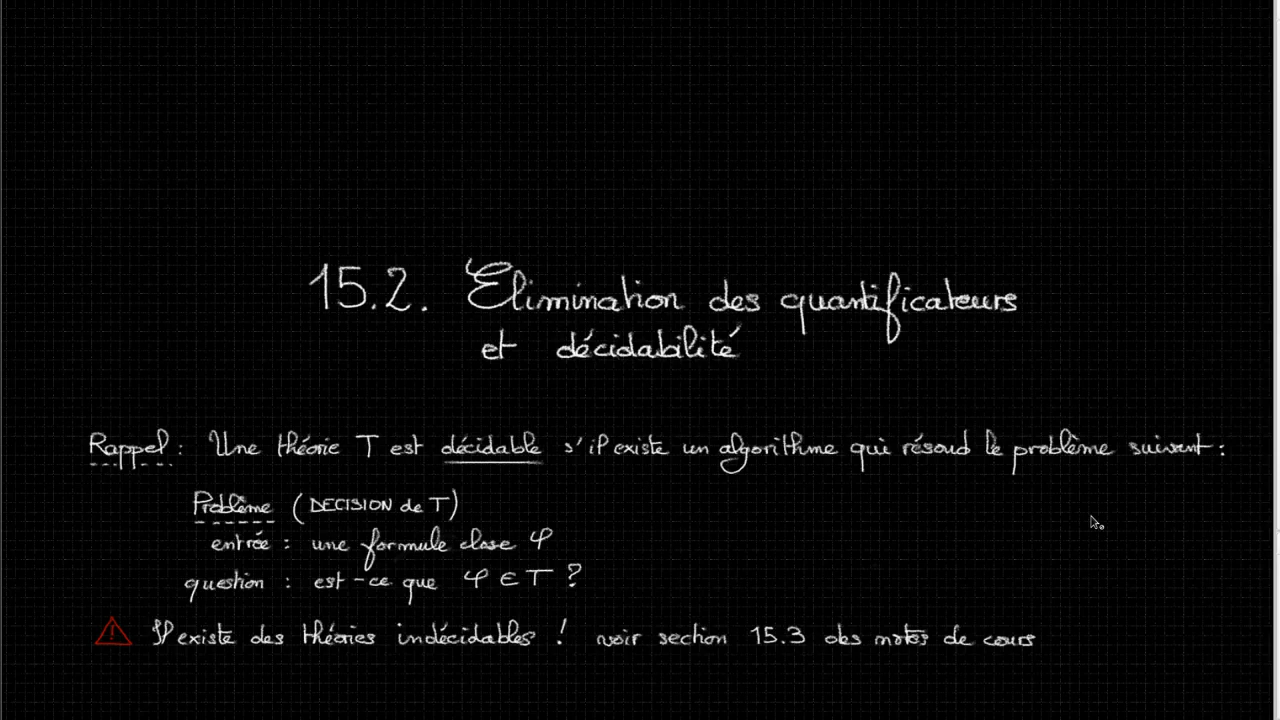 15.2. Elimination des quantificateurs
et décidabilité
Rappel : Une théorie T est décidable s'il existe un algorithme qui résoud le problème suivant :
Problème (DECISION de T)
entrée : une formule close φ
question : est-ce que φ ∈ T ?
! Il existe des théories indécidables ! voir section 15.3 des notes de cours